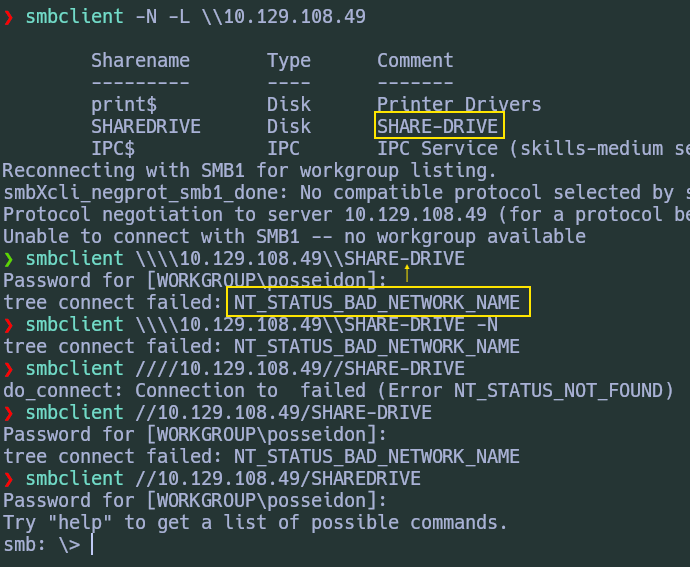 ❯ smbclient -N -L \\10.129.108.49
Sharename Type Comment
--------- ---- -------
print$ Disk Printer Drivers
SHAREDRIVE Disk SHARE-DRIVE
IPC$ IPC IPC Service (skills-medium se
Reconnecting with SMB1 for workgroup listing.
smbXcli_negprot_smb1_done: No compatible protocol selected by s
Protocol negotiation to server 10.129.108.49 (for a protocol be
Unable to connect with SMB1 -- no workgroup available
❯ smbclient \\\\10.129.108.49\\SHARE-DRIVE
Password for [WORKGROUP\posseidon]:
tree connect failed: NT_STATUS_BAD_NETWORK_NAME
❯ smbclient \\\\10.129.108.49\\SHARE-DRIVE -N
tree connect failed: NT_STATUS_BAD_NETWORK_NAME
❯ smbclient ////10.129.108.49//SHARE-DRIVE
do_connect: Connection to  failed (Error NT_STATUS_NOT_FOUND)
❯ smbclient //10.129.108.49/SHARE-DRIVE
Password for [WORKGROUP\posseidon]:
tree connect failed: NT_STATUS_BAD_NETWORK_NAME
❯ smbclient //10.129.108.49/SHAREDRIVE
Password for [WORKGROUP\posseidon]:
Try "help" to get a list of possible commands.
smb: \>